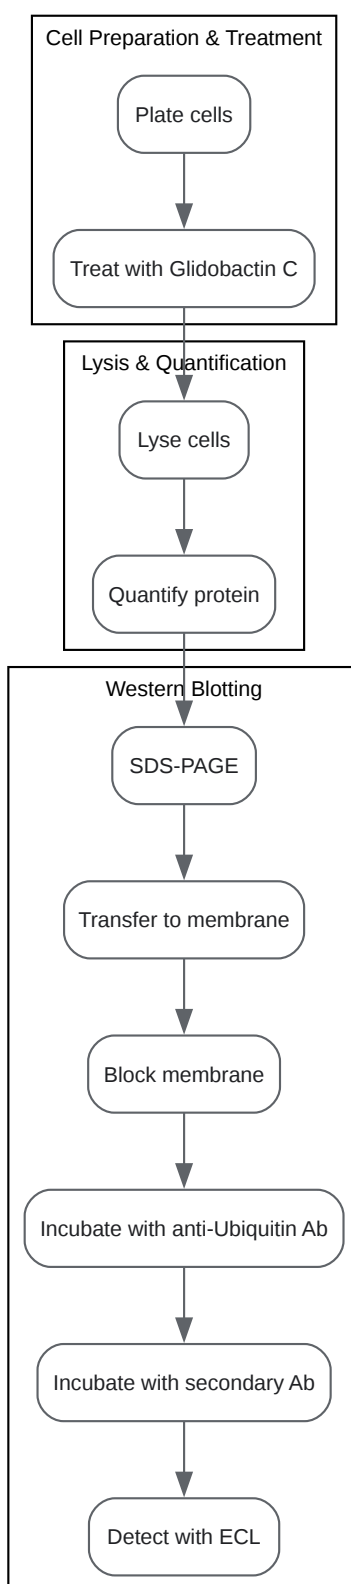 Cell Preparation & Treatment
Plate cells
Treat with Glidobactin C
Lysis & Quantification
Lyse cells
Quantify protein
Western Blotting
SDS-PAGE
Transfer to membrane
Block membrane
Incubate with anti-Ubiquitin Ab
Incubate with secondary Ab
Detect with ECL